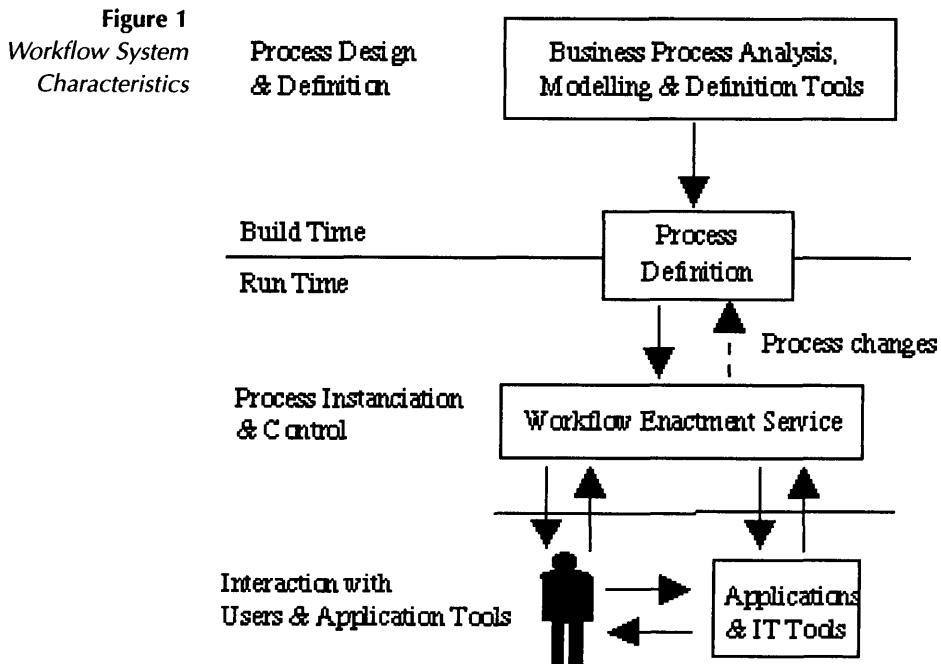 Figure 1
Workflow System
Characteristics
Process Design
& Definition
Business Process Analysis,
Modelling & Definition Tools
Build Time
Run Time
Process
Definition
Process changes
Process Instanciation
& Control
Workflow Enactment Service
Interaction with
Users & Application Tools
Applications
& IT Tools